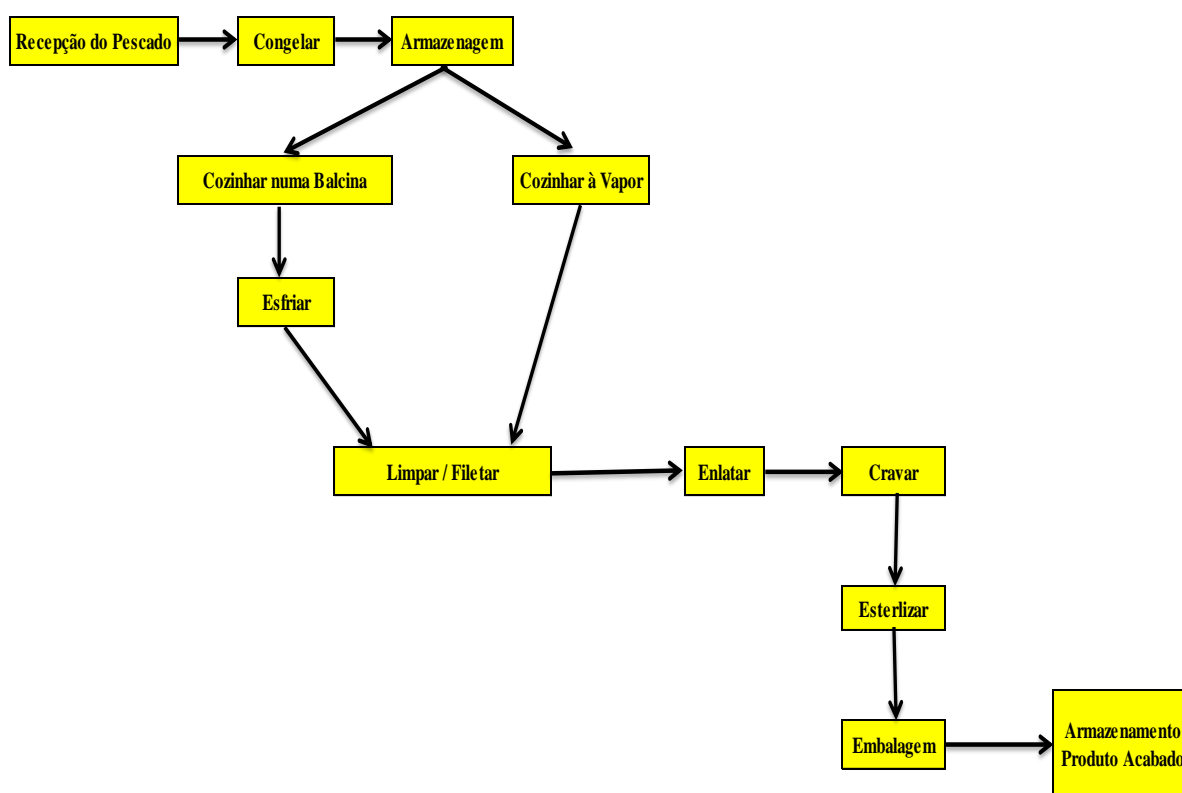 Recepção do Pescado
Congelar
Armazenagem
Cozinhar numa Balcina
Cozinhar à Vapor
Esfriar
Limpar / Filetar
Enlatar
Cravar
Esterlizar
Embalagem
Armazenamento
Produto Acabado